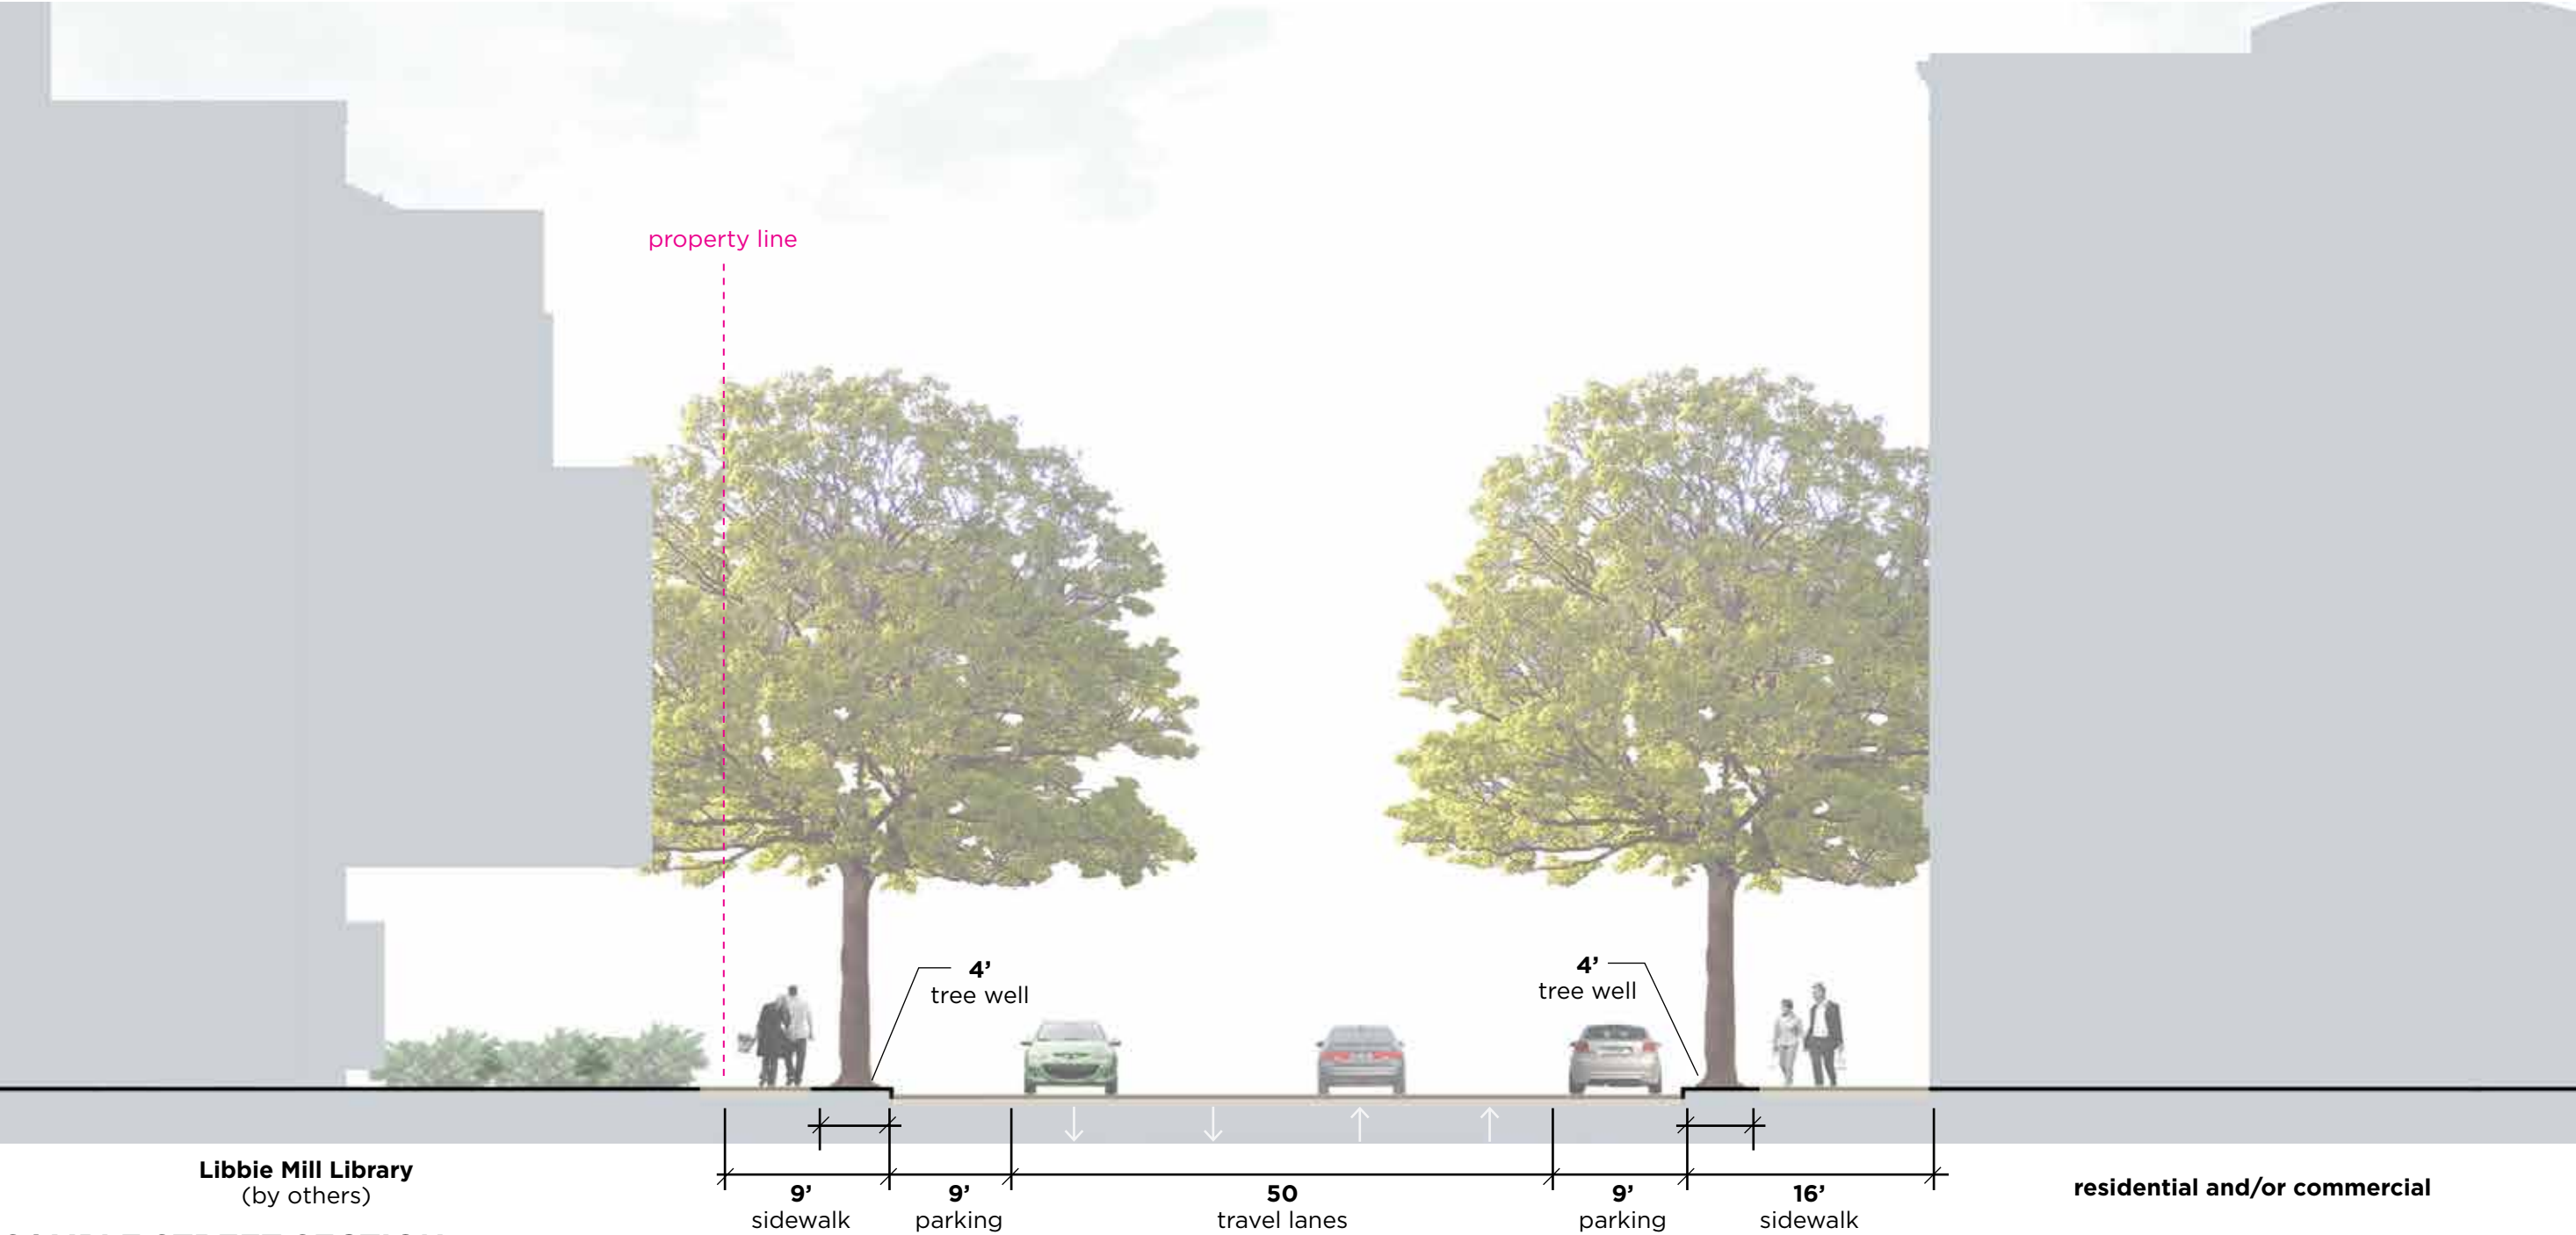 property line
4’
tree well
4’
tree well
Libbie Mill Library
(by others)
9’
sidewalk
9’
parking
50
travel lanes
9’
parking
16’
sidewalk
residential and/or commercial